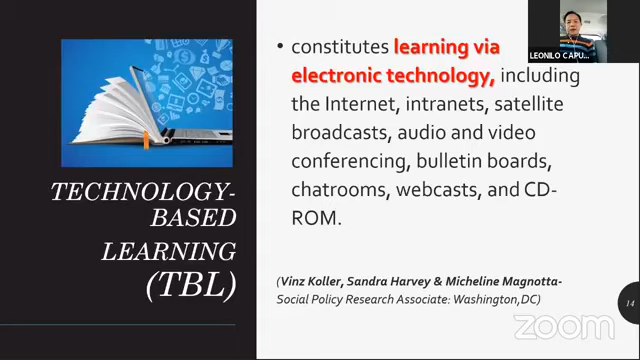 • constitutes learning via
electronic technology, including
the Internet, intranets, satellite
broadcasts, audio and video
conferencing, bulletin boards,
chatrooms, webcasts, and CD-
ROM.
(Vinz Koller, Sandra Harvey & Micheline Magnotta-
Social Policy Research Associate: Washington,DC)
TECHNOLOGY-
BASED
LEARNING
(TBL)
LEONILO CAPU...
14
zoom